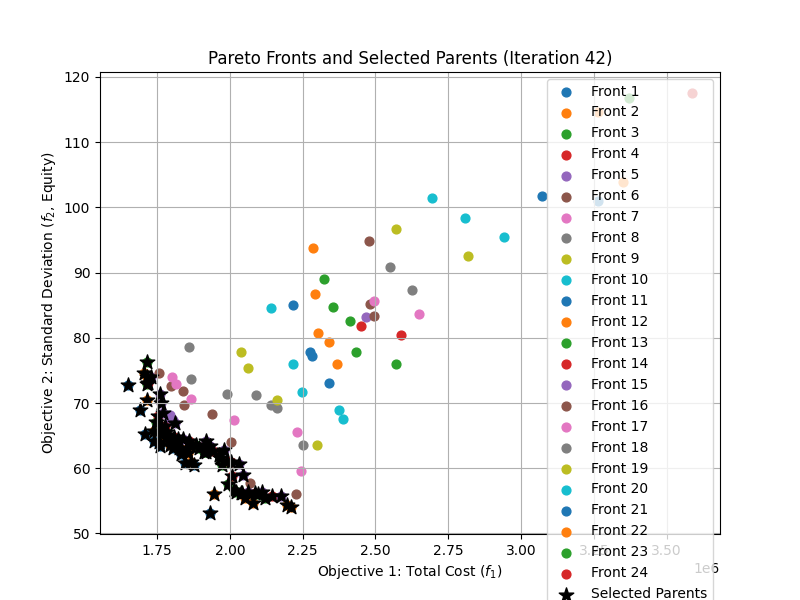 Pareto Fronts and Selected Parents (Iteration 42)
Objective 2: Standard Deviation (f2, Equity)
120
110
100
90
80
70
60
50
1.75
2.00
2.25
2.50
2.75
3.00
3.25
3.50
1e6
Objective 1: Total Cost (f1)
Front 1
Front 2
Front 3
Front 4
Front 5
Front 6
Front 7
Front 8
Front 9
Front 10
Front 11
Front 12
Front 13
Front 14
Front 15
Front 16
Front 17
Front 18
Front 19
Front 20
Front 21
Front 22
Front 23
Front 24
Selected Parents